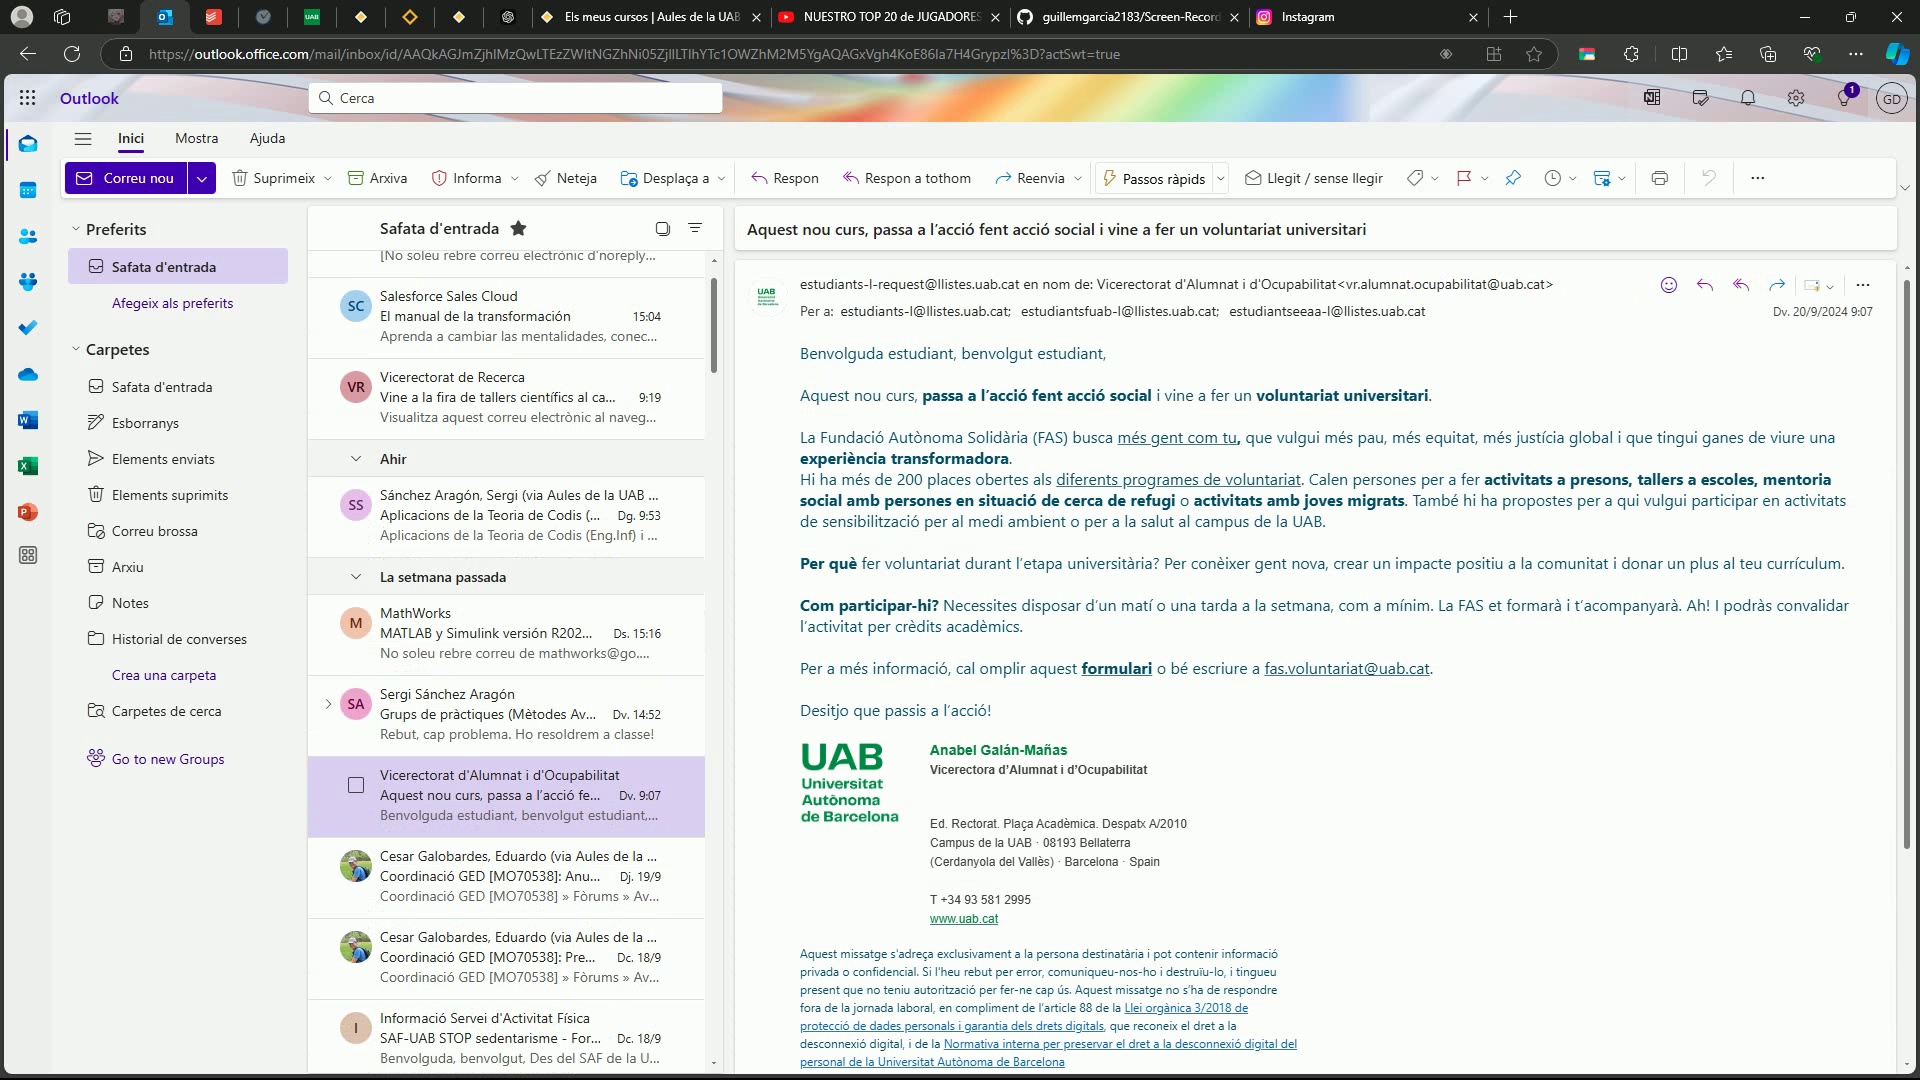 Els meus cursos | Aules de la UAB
NUESTRO TOP 20 de JUGADORES
guillemgarcia2183/Screen-Record
Instagram
Outlook
Cerca
GD
1
Inici
Mostra
Ajuda
Correu nou
Suprimeix
Arxiva
Informa
Neteja
Desplaça a
Respon
Respon a tothom
Reenvia
Passos ràpids
Llegit / sense llegir
Preferits
Safata d'entrada
Afegeix als preferits
Carpetes
Safata d'entrada
Esborranys
Elements enviats
Elements suprimits
Correu brossa
Arxiu
Notes
Historial de converses
Crea una carpeta
Carpetes de cerca
Go to new Groups
Safata d'entrada
[No soleu rebre correu electrònic d'noreply...
SC
Salesforce Sales Cloud
El manual de la transformación 15:04
Aprenda a cambiar las mentalidades, conec...
VR
Vicerectorat de Recerca
Vine a la fira de tallers científics al ca... 9:19
Visualitza aquest correu electrònic al naveg...
Ahir
SS
Sánchez Aragón, Sergi (via Aules de la UAB ...
Aplicacions de la Teoria de Codis (... Dg. 9:53
Aplicacions de la Teoria de Codis (Eng.Inf) i ...
La setmana passada
M
MathWorks
MATLAB y Simulink versión R202... Ds. 15:16
No soleu rebre correu de mathworks@go....
SA
Sergi Sánchez Aragón
Grups de pràctiques (Mètodes Av... Dv. 14:52
Rebut, cap problema. Ho resoldrem a classe!
Vicerectorat d'Alumnat i d'Ocupabilitat
Aquest nou curs, passa a l’acció fe... Dv. 9:07
Benvolguda estudiant, benvolgut estudiant,...
Cesar Galobardes, Eduardo (via Aules de la ...
Coordinació GED [MO70538]: Anu... Dj. 19/9
Coordinació GED [MO70538] » Fòrums » Av...
Cesar Galobardes, Eduardo (via Aules de la ...
Coordinació GED [MO70538]: Pre... Dc. 18/9
Coordinació GED [MO70538] » Fòrums » Av...
I
Informació Servei d'Activitat Física
SAF-UAB STOP sedentarisme - For... Dc. 18/9
Benvolguda, benvolgut, Des del SAF de la U...
Aquest nou curs, passa a l’acció fent acció social i vine a fer un voluntariat universitari
estudiants-l-request@llistes.uab.cat en nom de: Vicerectorat d'Alumnat i d'Ocupabilitat<vr.alumnat.ocupabilitat@uab.cat>
Per a: estudiants-l@llistes.uab.cat; estudiantsfuab-l@llistes.uab.cat; estudiantseeaa-l@llistes.uab.cat
Dv. 20/9/2024 9:07
Benvolguda estudiant, benvolgut estudiant,
Aquest nou curs, passa a l’acció fent acció social i vine a fer un voluntariat universitari.
La Fundació Autònoma Solidària (FAS) busca més gent com tu, que vulgui més pau, més equitat, més justícia global i que tingui ganes de viure una
experiència transformadora.
Hi ha més de 200 places obertes als diferents programes de voluntariat. Calen persones per a fer activitats a presons, tallers a escoles, mentoria
social amb persones en situació de cerca de refugi o activitats amb joves migrats. També hi ha propostes per a qui vulgui participar en activitats
de sensibilització per al medi ambient o per a la salut al campus de la UAB.
Per què fer voluntariat durant l’etapa universitària? Per conèixer gent nova, crear un impacte positiu a la comunitat i donar un plus al teu currículum.
Com participar-hi? Necessites disposar d’un matí o una tarda a la setmana, com a mínim. La FAS et formarà i t’acompanyarà. Ah! I podràs convalidar
l’activitat per crèdits acadèmics.
Per a més informació, cal omplir aquest formulari o bé escriure a fas.voluntariat@uab.cat.
Desitjo que passis a l’acció!
UAB
Universitat
Autònoma
de Barcelona
Anabel Galán-Mañas
Vicerectora d’Alumnat i d’Ocupabilitat
Ed. Rectorat. Plaça Acadèmica. Despatx A/2010
Campus de la UAB · 08193 Bellaterra
(Cerdanyola del Vallès) · Barcelona · Spain
T +34 93 581 2995
www.uab.cat
Aquest missatge s'adreça exclusivament a la persona destinatària i pot contenir informació
privada o confidencial. Si l'heu rebut per error, comuniqueu-nos-ho i destruïu-lo, i tingueu
present que no teniu autorització per fer-ne cap ús. Aquest missatge no s'ha de respondre
fora de la jornada laboral, en compliment de l'article 88 de la Llei orgànica 3/2018 de
protecció de dades personals i garantia dels drets digitals, que reconeix el dret a la
desconnexió digital, i de la Normativa interna per preservar el dret a la desconnexió digital del
personal de la Universitat Autònoma de Barcelona